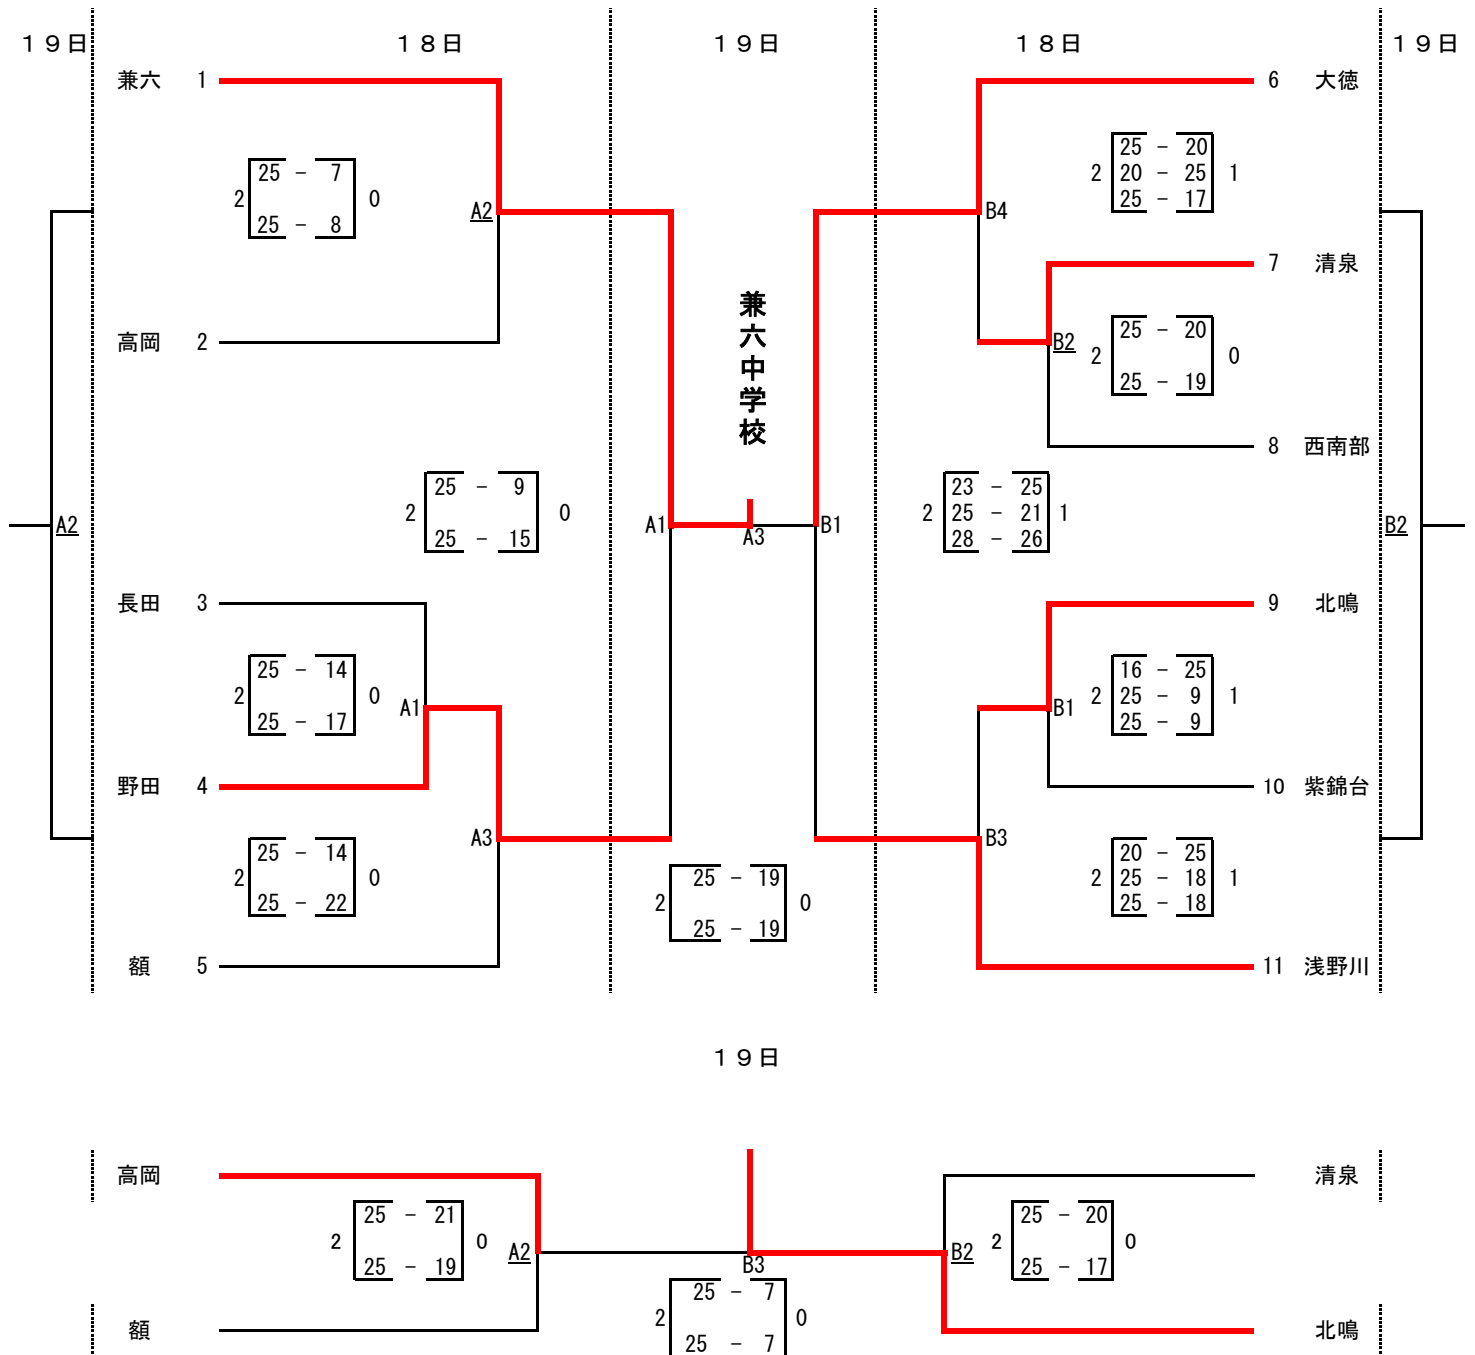 １９日 １８日 １９日 １８日 １９日
兼六 1
6 大徳
25 - 7
2 0
25 - 8
A2
25 - 20
2 20 - 25 1
25 - 17
B4
7 清泉
兼六中学校
高岡 2
25 - 20
B2 2 0
25 - 19
8 西南部
25 - 9
2 0
25 - 15
A2
A1
A3
B1
23 - 25
2 25 - 21 1
28 - 26
B2
長田 3
9 北鳴
25 - 14
2 0
25 - 17
A1
16 - 25
B1 2 25 - 9 1
25 - 9
野田 4
10 紫錦台
25 - 14
2 0
25 - 22
A3
B3
20 - 25
2 25 - 18 1
25 - 18
25 - 19
2 0
25 - 19
額 5
11 浅野川
１９日
高岡
清泉
25 - 21
2 0
25 - 19
A2
B3
B2
25 - 20
2 0
25 - 17
25 - 7
2 0
25 - 7
額
北鳴